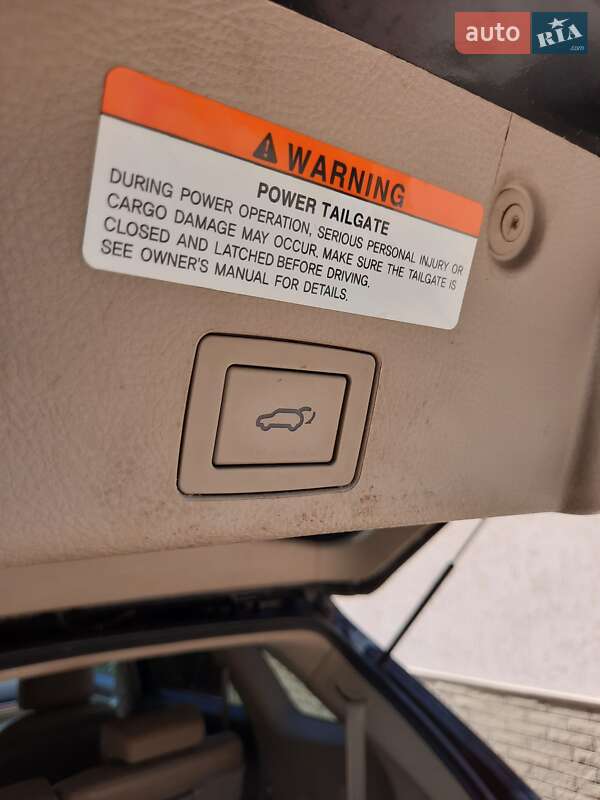 auto RIA .com
WARNING
POWER TAILGATE
DURING POWER OPERATION, SERIOUS PERSONAL INJURY OR
CARGO DAMAGE MAY OCCUR. MAKE SURE THE TAILGATE IS
CLOSED AND LATCHED BEFORE DRIVING.
SEE OWNER'S MANUAL FOR DETAILS.